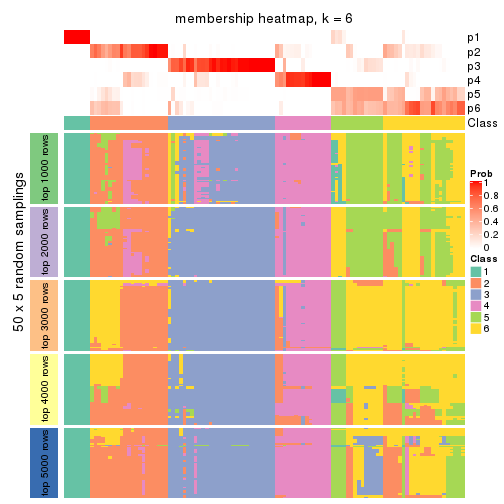 membership heatmap, k = 6
p1
p2
p3
p4
p5
p6
Class
50 x 5 random samplings
top 1000 rows
top 2000 rows
top 3000 rows
top 4000 rows
top 5000 rows
Prob
1
0.8
0.6
0.4
0.2
0
Class
1
2
3
4
5
6